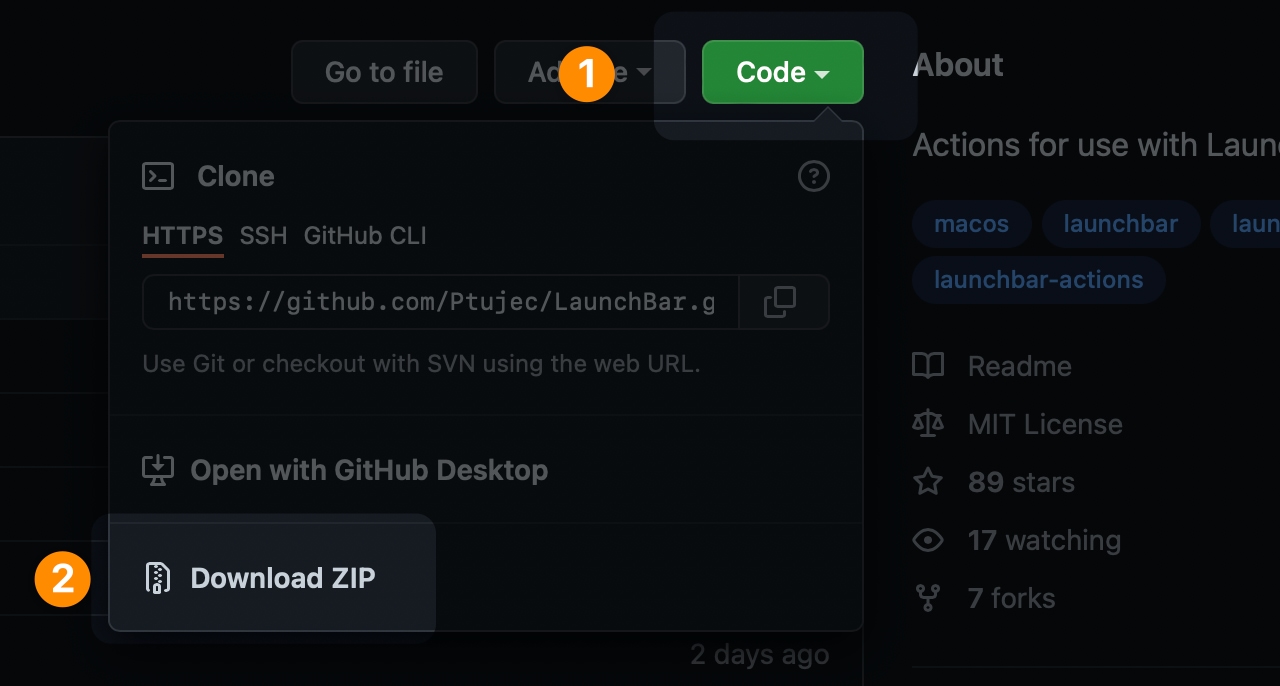 Go to file
1
Code
Clone
HTTPS SSH GitHub CLI
https://github.com/Ptujec/LaunchBar.g
Use Git or checkout with SVN using the web URL.
Open with GitHub Desktop
2
Download ZIP
2 days ago
About
Actions for use with
macos launchbar
launchbar-actions
Readme
MIT License
89 stars
17 watching
7 forks